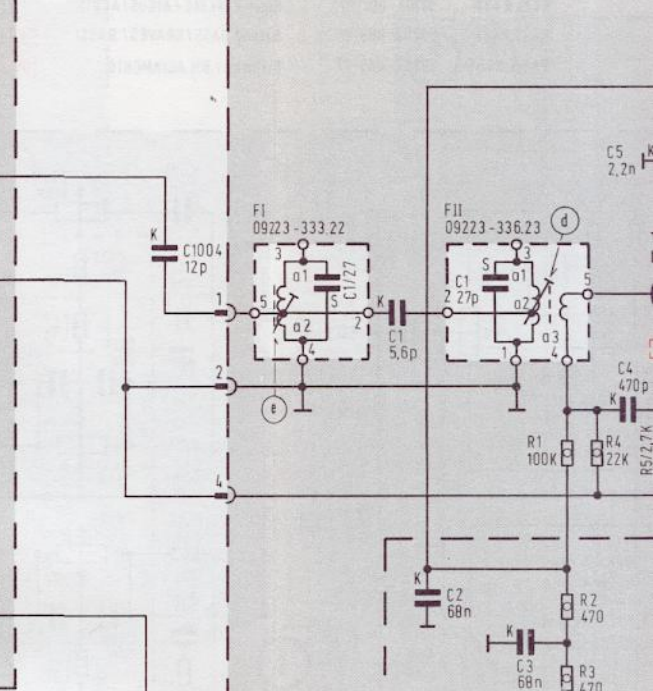 C5
K
2,2n
FI
09223-333.22
FII
09223-336.23
d
K
C1004
12p
3
a1
C1/27
S
3
S
a1
C1
27p
5
1
5
a2
2
K
C1
5,6p
2
a2
a3
4
1
4
2
e
C4
470p
K
R1
100K
R4
22K
R5/2,7K
4
K
C2
68n
R2
470
K
C3
68n
R3
470